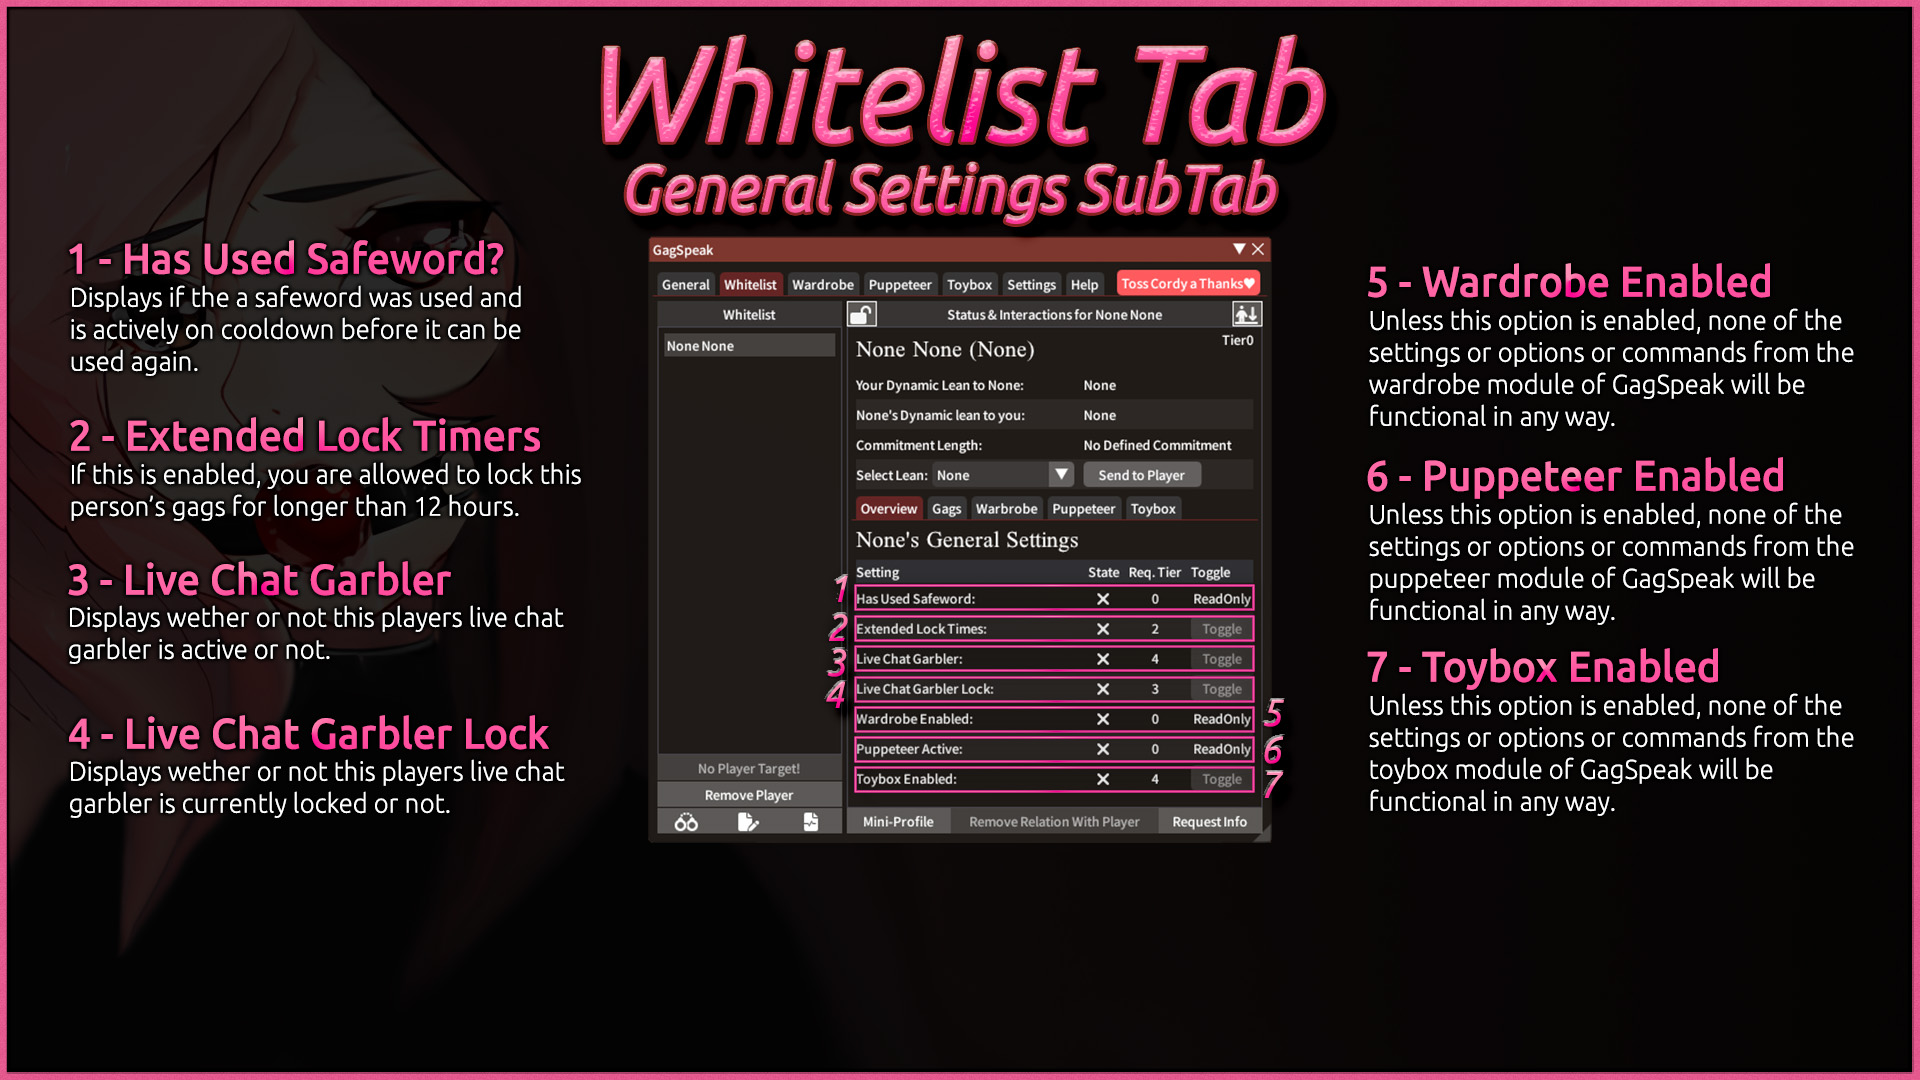 Whitelist Tab
General Settings SubTab
1 - Has Used Safeword?
Displays if the a safeword was used and
is actively on cooldown before it can be
used again.
2 - Extended Lock Timers
If this is enabled, you are allowed to lock this
person's gags for longer than 12 hours.
3 - Live Chat Garbler
Displays wether or not this players live chat
garbler is active or not.
4 - Live Chat Garbler Lock
Displays wether or not this players live chat
garbler is currently locked or not.
GagSpeak
General Whitelist Wardrobe Puppeteer Toybox Settings Help Toss Cordy a Thanks♥
Whitelist
None None
No Player Target!
Remove Player
Status & Interactions for None None
Tier0
None None (None)
Your Dynamic Lean to None: None
None's Dynamic lean to you: None
Commitment Length: No Defined Commitment
Select Lean: None Send to Player
Overview Gags Warbrobe Puppeteer Toybox
None's General Settings
Setting State Req. Tier Toggle
1 Has Used Safeword: 0 ReadOnly
2 Extended Lock Times: 2 Toggle
3 Live Chat Garbler: 4 Toggle
4 Live Chat Garbler Lock: 3 Toggle
Wardrobe Enabled: 0 ReadOnly 5
Puppeteer Active: 0 ReadOnly 6
Toybox Enabled: 4 Toggle 7
Mini-Profile Remove Relation With Player Request Info
5 - Wardrobe Enabled
Unless this option is enabled, none of the
settings or options or commands from the
wardrobe module of GagSpeak will be
functional in any way.
6 - Puppeteer Enabled
Unless this option is enabled, none of the
settings or options or commands from the
puppeteer module of GagSpeak will be
functional in any way.
7 - Toybox Enabled
Unless this option is enabled, none of the
settings or options or commands from the
toybox module of GagSpeak will be
functional in any way.